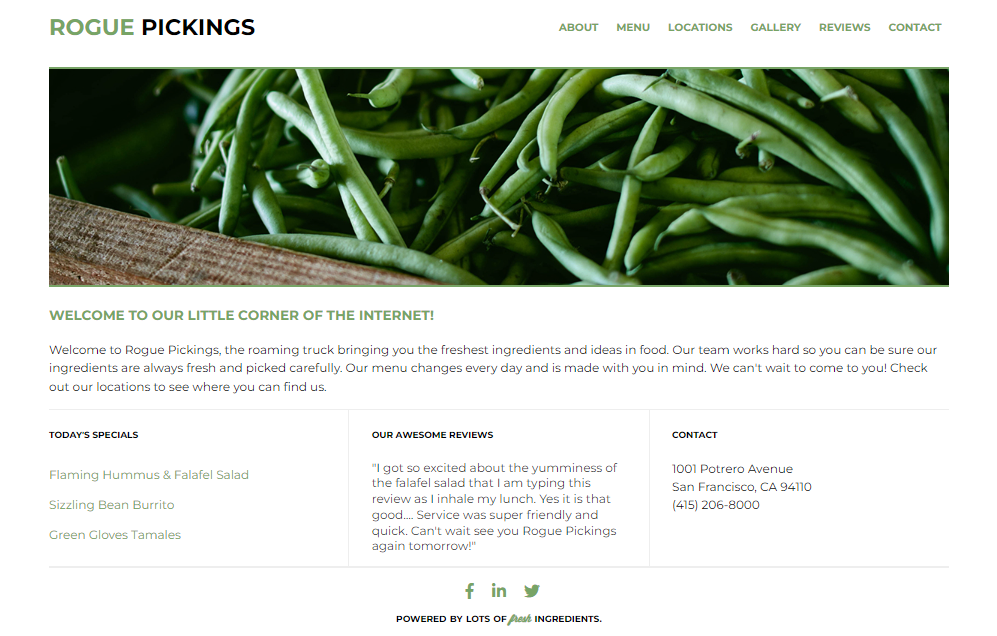 ROGUE PICKINGS
ABOUT MENU LOCATIONS GALLERY REVIEWS CONTACT
WELCOME TO OUR LITTLE CORNER OF THE INTERNET!
Welcome to Rogue Pickings, the roaming truck bringing you the freshest ingredients and ideas in food. Our team works hard so you can be sure our
ingredients are always fresh and picked carefully. Our menu changes every day and is made with you in mind. We can't wait to come to you! Check
out our locations to see where you can find us.
TODAY'S SPECIALS
Flaming Hummus & Falafel Salad
Sizzling Bean Burrito
Green Gloves Tamales
OUR AWESOME REVIEWS
"I got so excited about the yumminess of
the falafel salad that I am typing this
review as I inhale my lunch. Yes it is that
good.... Service was super friendly and
quick. Can't wait see you Rogue Pickings
again tomorrow!"
CONTACT
1001 Potrero Avenue
San Francisco, CA 94110
(415) 206-8000
POWERED BY LOTS OF fresh INGREDIENTS.